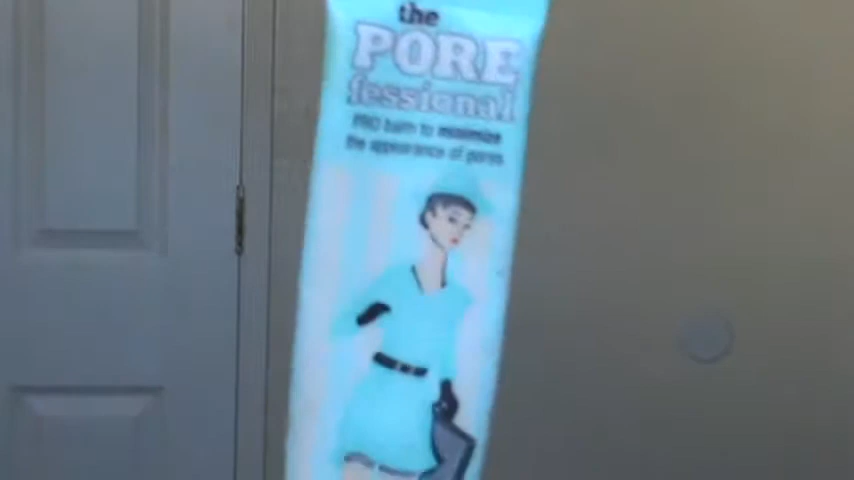 the
PORE
fessional
PRO balm to minimize
the appearance of pores